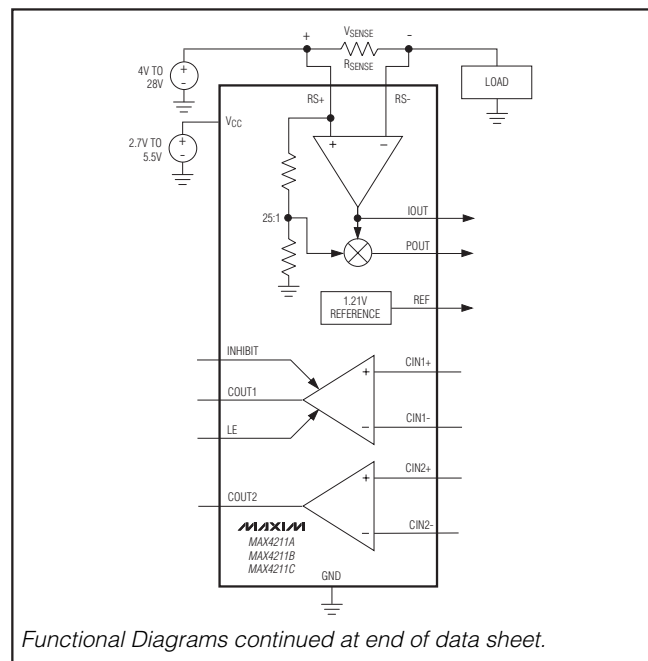 + VSENSE -
RSENSE
4V TO
28V
+
-
LOAD
RS+
RS-
VCC
2.7V TO
5.5V
+
-
+ −
25:1
IOUT
POUT
1.21V
REFERENCE
REF
INHIBIT
COUT1
LE
+
−
CIN1+
CIN1-
COUT2
+
−
CIN2+
CIN2-
MAXIM
MAX4211A
MAX4211B
MAX4211C
GND
Functional Diagrams continued at end of data sheet.